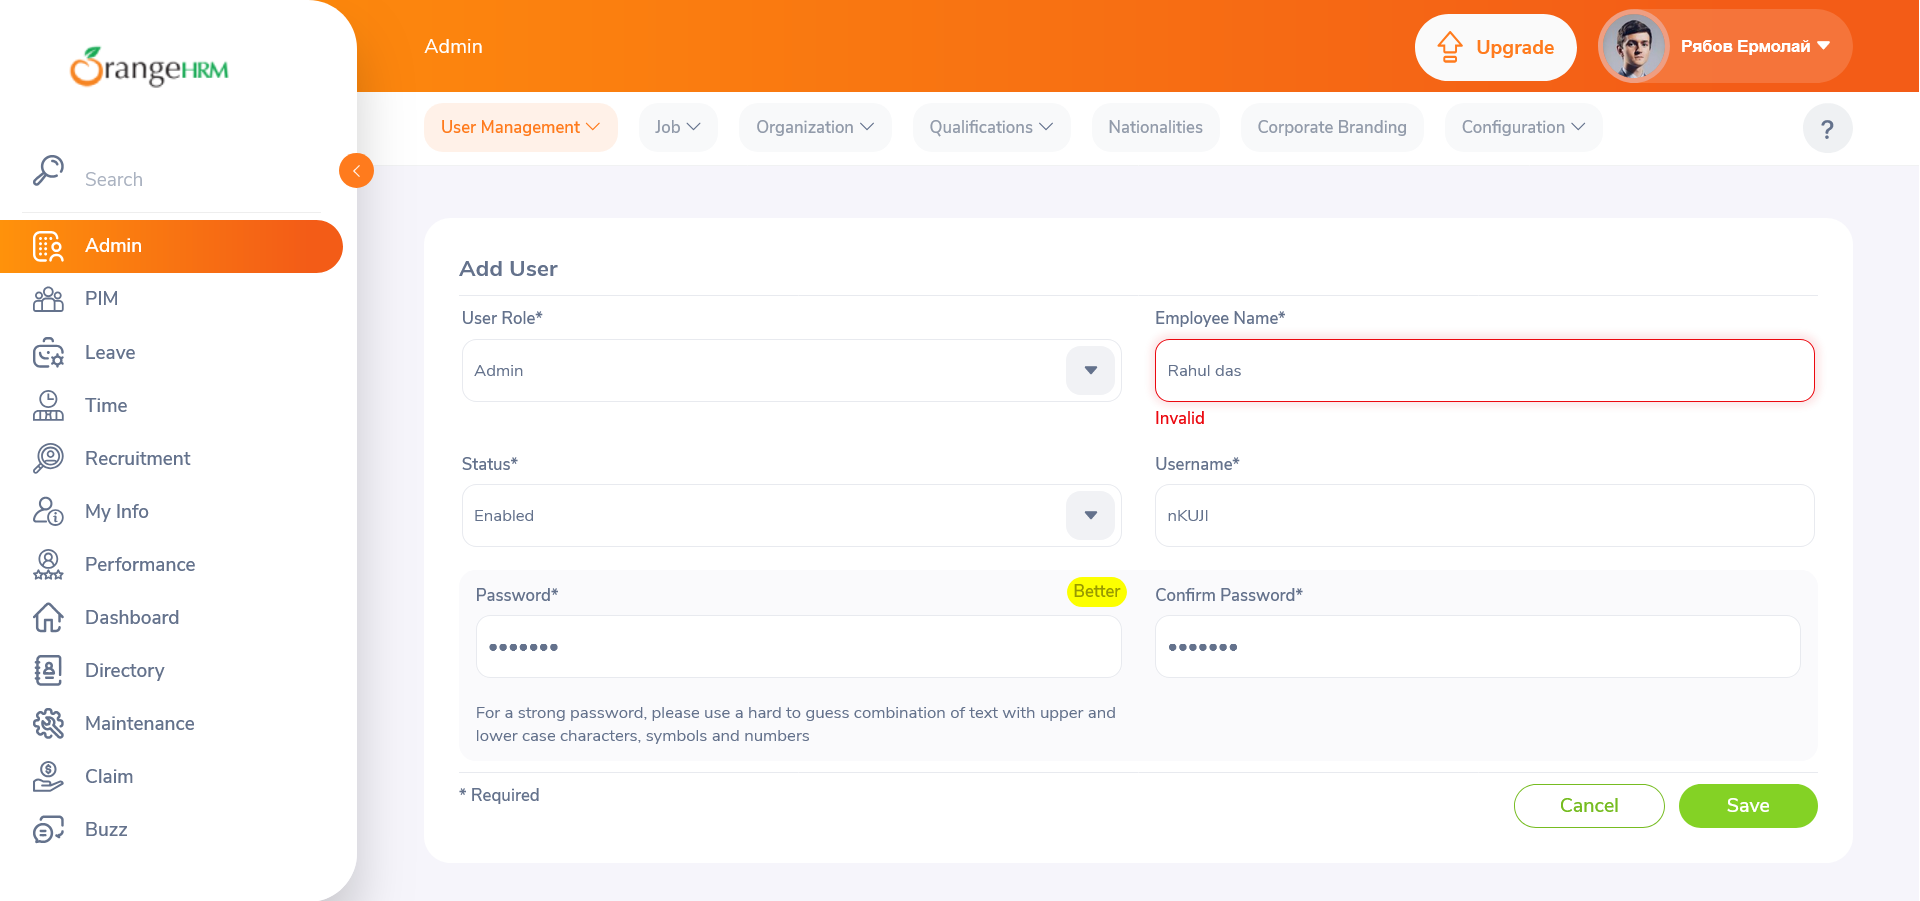 OrangeHRM
Search
Admin
PIM
Leave
Time
Recruitment
My Info
Performance
Dashboard
Directory
Maintenance
Claim
Buzz
Admin
Upgrade
Рябов Ермолай
User Management
Job
Organization
Qualifications
Nationalities
Corporate Branding
Configuration
?
Add User
User Role*
Admin
Employee Name*
Rahul das
Invalid
Status*
Enabled
Username*
nKUJI
Password*
Better
•••••••
Confirm Password*
•••••••
For a strong password, please use a hard to guess combination of text with upper and
lower case characters, symbols and numbers
* Required
Cancel
Save